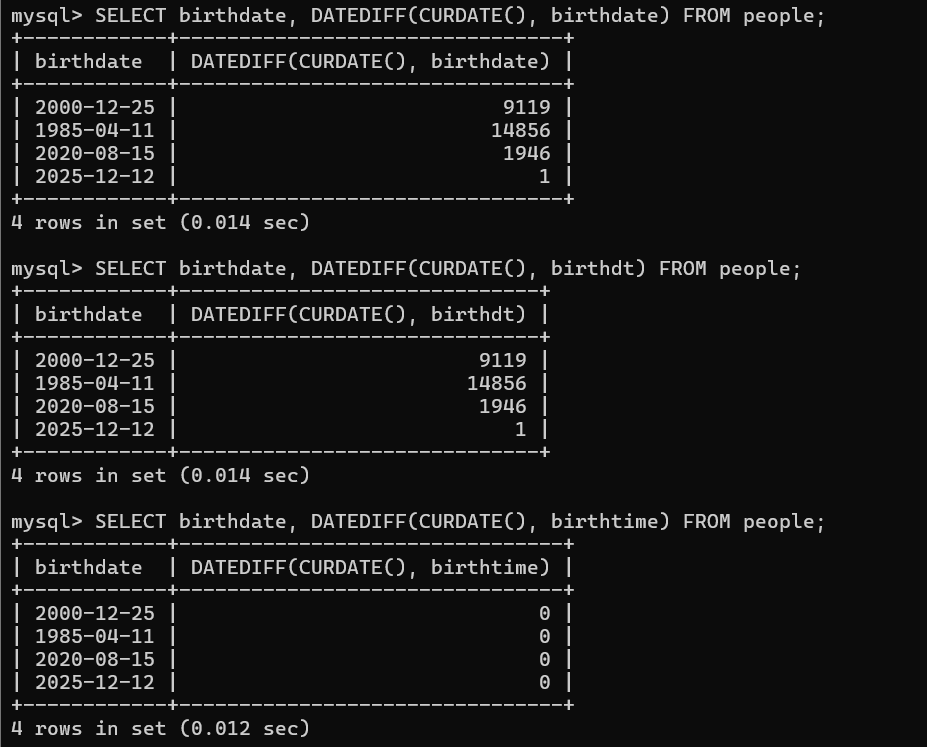 mysql> SELECT birthdate, DATEDIFF(CURDATE(), birthdate) FROM people;
+------------+--------------------------------+
| birthdate  | DATEDIFF(CURDATE(), birthdate) |
+------------+--------------------------------+
| 2000-12-25 |                           9119 |
| 1985-04-11 |                          14856 |
| 2020-08-15 |                           1946 |
| 2025-12-12 |                              1 |
+------------+--------------------------------+
4 rows in set (0.014 sec)

mysql> SELECT birthdate, DATEDIFF(CURDATE(), birthdt) FROM people;
+------------+------------------------------+
| birthdate  | DATEDIFF(CURDATE(), birthdt) |
+------------+------------------------------+
| 2000-12-25 |                         9119 |
| 1985-04-11 |                        14856 |
| 2020-08-15 |                         1946 |
| 2025-12-12 |                            1 |
+------------+------------------------------+
4 rows in set (0.014 sec)

mysql> SELECT birthdate, DATEDIFF(CURDATE(), birthtime) FROM people;
+------------+--------------------------------+
| birthdate  | DATEDIFF(CURDATE(), birthtime) |
+------------+--------------------------------+
| 2000-12-25 |                              0 |
| 1985-04-11 |                              0 |
| 2020-08-15 |                              0 |
| 2025-12-12 |                              0 |
+------------+--------------------------------+
4 rows in set (0.012 sec)